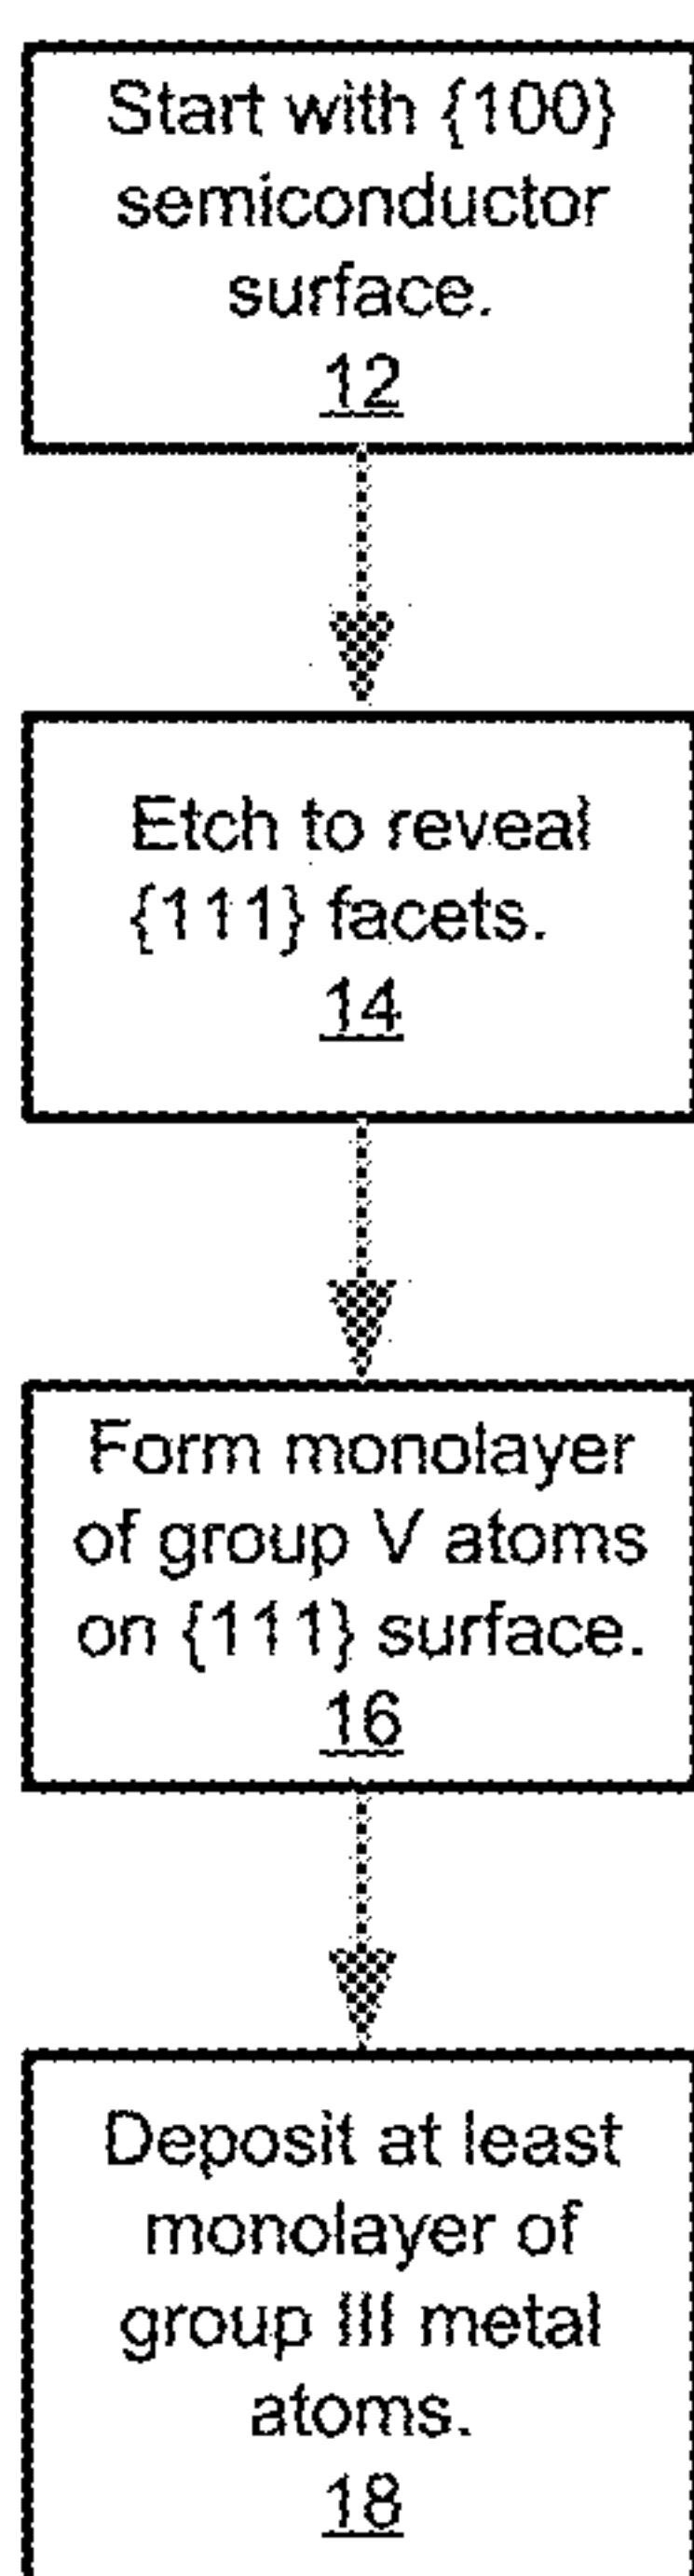 Start with {100}
semiconductor
surface.
12
Etch to reveal
{111} facets.
14
Form monolayer
of group V atoms
on {111} surface.
16
Deposit at least
monolayer of
group III metal
atoms.
18